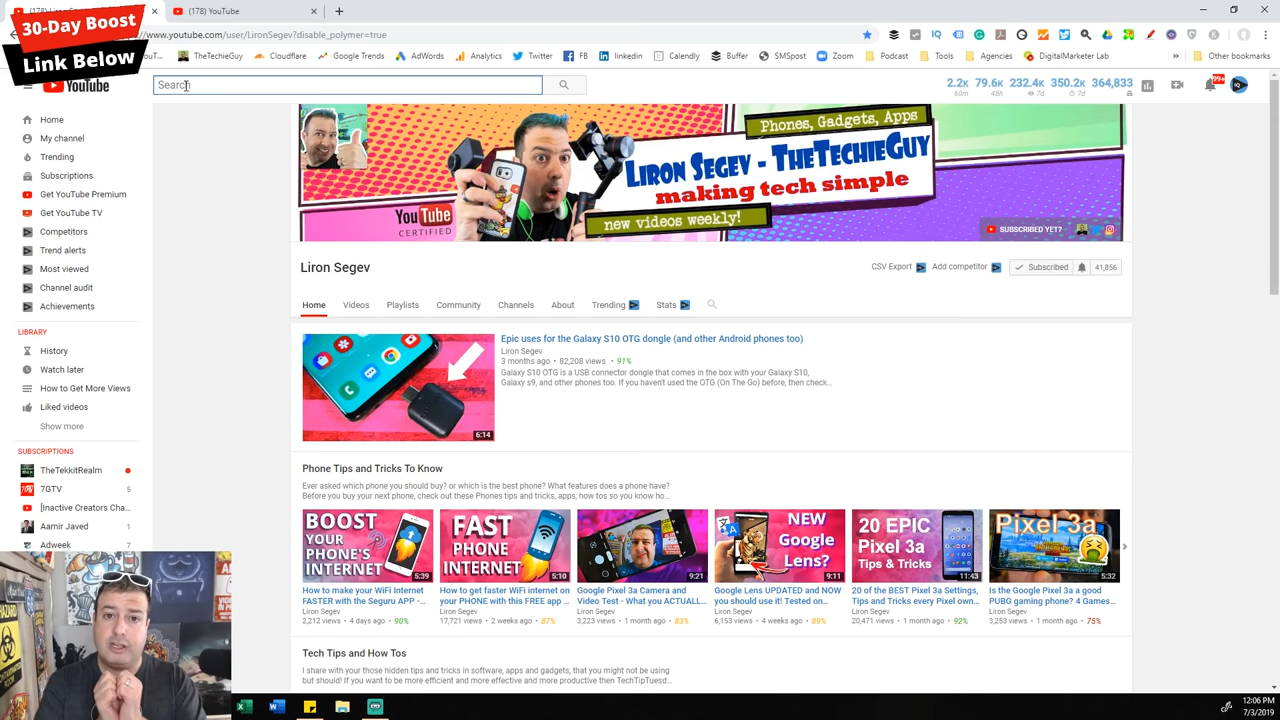 30-Day Boost
Link Below
(178) YouTube
www.youtube.com/user/LironSegev?disable_polymer=true
TheTechieGuy
Cloudflare
Google Trends
AdWords
Analytics
Twitter
FB
linkedin
Calendly
Buffer
SMSpost
Zoom
Podcast
Tools
Agencies
DigitalMarketer Lab
Other bookmarks
YouTube
Search
2.2K
79.6K
232.4K
350.2K
364,833
60m
48h
7d
7d
99+
Home
My channel
Trending
Subscriptions
Get YouTube Premium
Get YouTube TV
Competitors
Trend alerts
Most viewed
Channel audit
Achievements
LIBRARY
History
Watch later
How to Get More Views
Liked videos
Show more
SUBSCRIPTIONS
TheTekkitRealm
7GTV 5
[Inactive Creators Cha...
Aamir Javed 1
Adweek 7
Phones, Gadgets, Apps
LIRON SEGEV - THETECHIEGUY
making tech simple
new videos weekly!
YouTube
CERTIFIED
SUBSCRIBED YET?
Liron Segev
CSV Export
Add competitor
Subscribed
41,856
Home
Videos
Playlists
Community
Channels
About
Trending
Stats
Epic uses for the Galaxy S10 OTG dongle (and other Android phones too)
Liron Segev
3 months ago • 82,208 views • 91%
Galaxy S10 OTG is a USB connector dongle that comes in the box with your Galaxy S10,
Galaxy s9, and other phones too. If you haven't used the OTG (On The Go) before, then check...
6:14
Phone Tips and Tricks To Know
Ever asked which phone you should buy? or which is the best phone? What features does a phone have?
Before you buy your next phone, check out these Phones tips and tricks, apps, how tos so you know ho...
BOOST
YOUR
PHONE'S
INTERNET
5:39
How to make your WiFi Internet
FASTER with the Seguru APP -...
Liron Segev
2,212 views • 4 days ago • 90%
FAST
PHONE
INTERNET
5:10
How to get faster WiFi internet on
your PHONE with this FREE app ...
Liron Segev
17,721 views • 2 weeks ago • 87%
9:21
Pixel 3a Camera and
Video Test - What you ACTUALL...
Liron Segev
3,223 views • 1 month ago • 83%
NEW
Google
Lens?
9:11
Google Lens UPDATED and NOW
you should use it! Tested on...
Liron Segev
6,153 views • 4 weeks ago • 89%
20 EPIC
Pixel 3a
Tips & Tricks
11:43
20 of the BEST Pixel 3a Settings,
Tips and Tricks every Pixel own...
Liron Segev
20,471 views • 1 month ago • 92%
Pixel 3a
5:32
Is the Google Pixel 3a a good
PUBG gaming phone? 4 Games...
Liron Segev
3,253 views • 1 month ago • 75%
Tech Tips and How Tos
I share with you those hidden tips and tricks in software, apps and gadgets, that you might not be using
but should! If you want to be more efficient and more effective and more productive then TechTipTuesd...
12:06 PM
7/3/2019